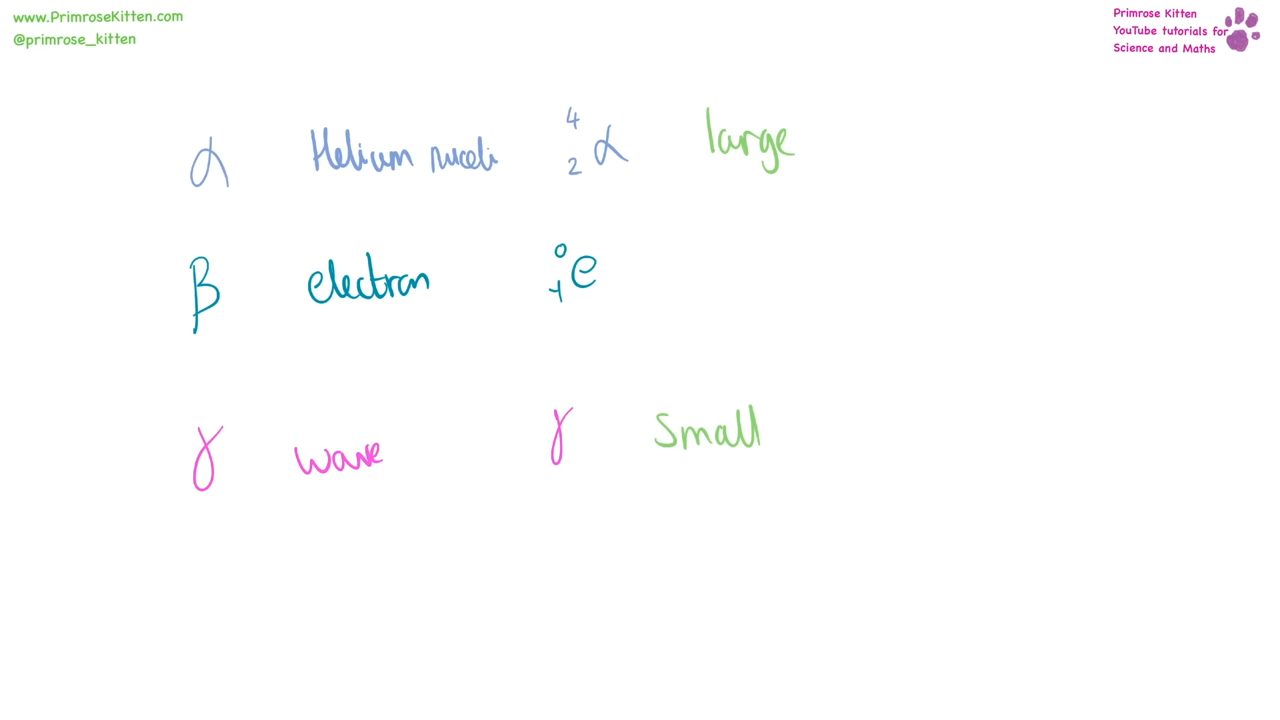 www.PrimroseKitten.com
@primrose_kitten
Primrose Kitten
YouTube tutorials for
Science and Maths
α Helium nuceli ⁴₂α large
β electron ⁰₋₁e
γ wave γ small